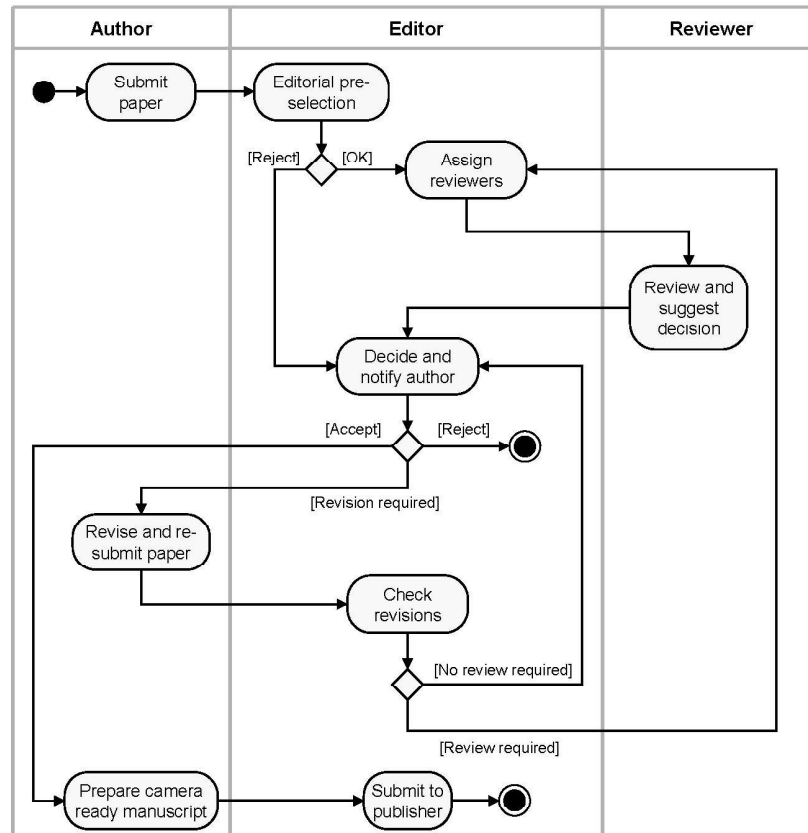 Author
Editor
Reviewer
Submit
paper
Editorial pre-
selection
[Reject]
[OK]
Assign
reviewers
Review and
suggest
decision
Decide and
notify author
[Accept]
[Reject]
[Revision required]
Revise and re-
submit paper
Check
revisions
[No review required]
[Review required]
Prepare camera
ready manuscript
Submit to
publisher